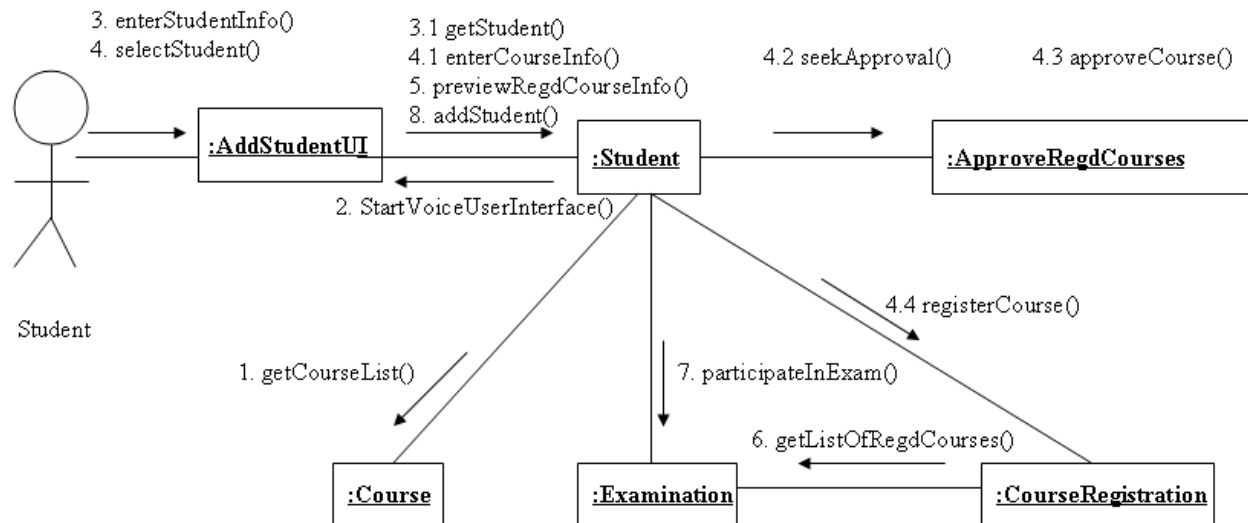 3. enterStudentInfo()
4. selectStudent()
3.1 getStudent()
4.1 enterCourseInfo()
5. previewRegdCourseInfo()
8. addStudent()
4.2 seekApproval()
4.3 approveCourse()
:AddStudentUI
:Student
:ApproveRegdCourses
2. StartVoiceUserInterface()
Student
4.4 registerCourse()
1. getCourseList()
7. participateInExam()
6. getListOfRegdCourses()
:Course
:Examination
:CourseRegistration